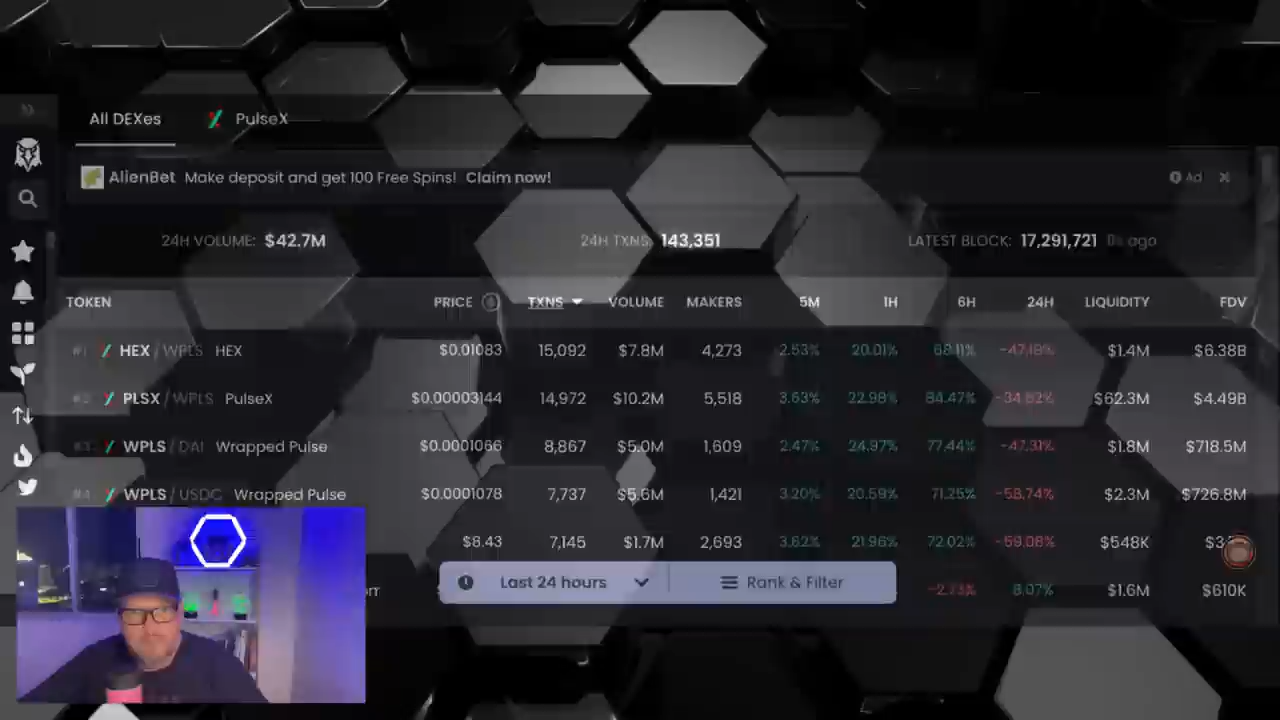 All DEXes PulseX
AlienBet Make deposit and get 100 Free Spins! Claim now! Ad
24H VOLUME: $42.7M 24H TXNS: 143,351 LATEST BLOCK: 17,291,721 ago
TOKEN PRICE TXNS VOLUME MAKERS 5M 1H 6H 24H LIQUIDITY FDV
#1 HEX / WPLS HEX $0.01083 15,092 $7.8M 4,273 2.53% 20.01% 68.11% -47.18% $1.4M $6.38B
#2 PLSX / WPLS PulseX $0.00003144 14,972 $10.2M 5,518 3.63% 22.98% 84.47% -34.62% $62.3M $4.49B
#3 WPLS / DAI Wrapped Pulse $0.0001066 8,867 $5.0M 1,609 2.47% 24.97% 77.44% -47.31% $1.8M $718.5M
#4 WPLS / USDC Wrapped Pulse $0.0001078 7,737 $5.6M 1,421 3.20% 20.59% 71.25% -58.74% $2.3M $726.8M
$8.43 7,145 $1.7M 2,693 3.62% 21.96% 72.02% -59.08% $548K
-2.73% 8.07% $1.6M $610K
Last 24 hours Rank & Filter